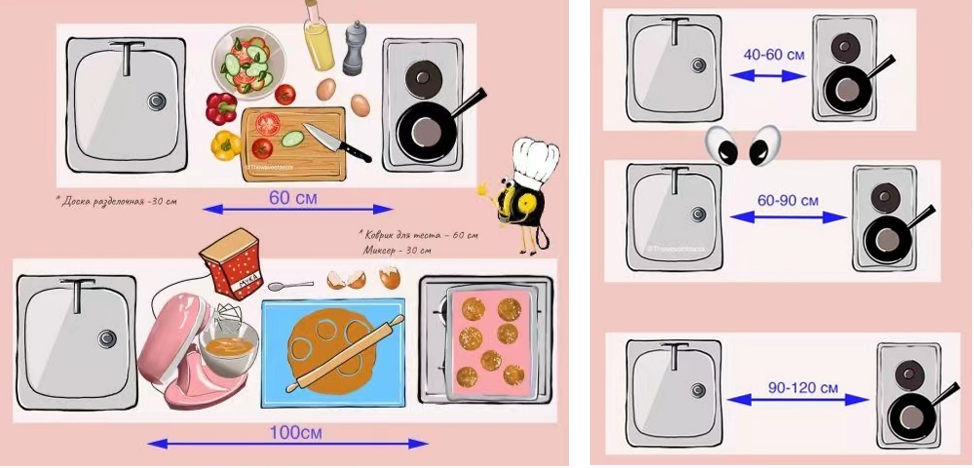 60 см
* Доска разделочная -30 см
* Коврик для теста - 60 см
Миксер - 30 см
МУКА
100см
40-60 см
60-90 см
90-120 см